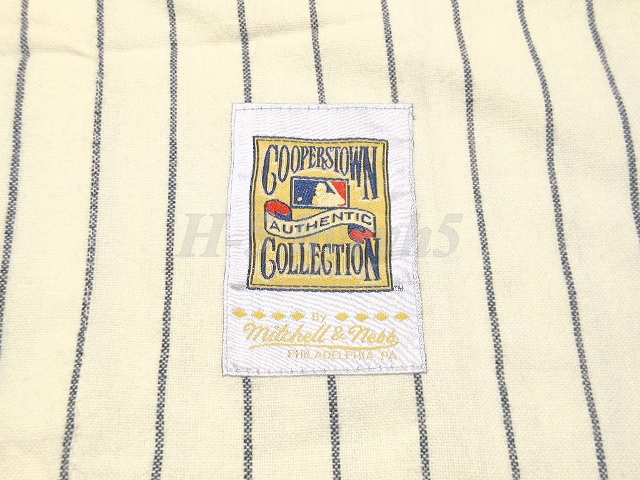 COOPERSTOWN
AUTHENTIC
COLLECTION
TM
By
Mitchell & Ness
PHILADELPHIA, PA